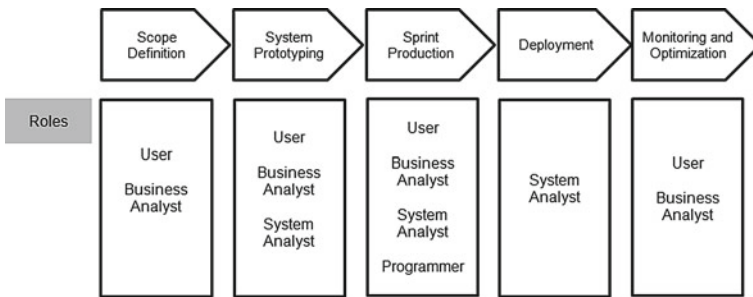 Scope
Definition
System
Prototyping
Sprint
Production
Deployment
Monitoring and
Optimization
Roles
User
Business
Analyst
User
Business
Analyst
System
Analyst
User
Business
Analyst
System
Analyst
Programmer
System
Analyst
User
Business
Analyst